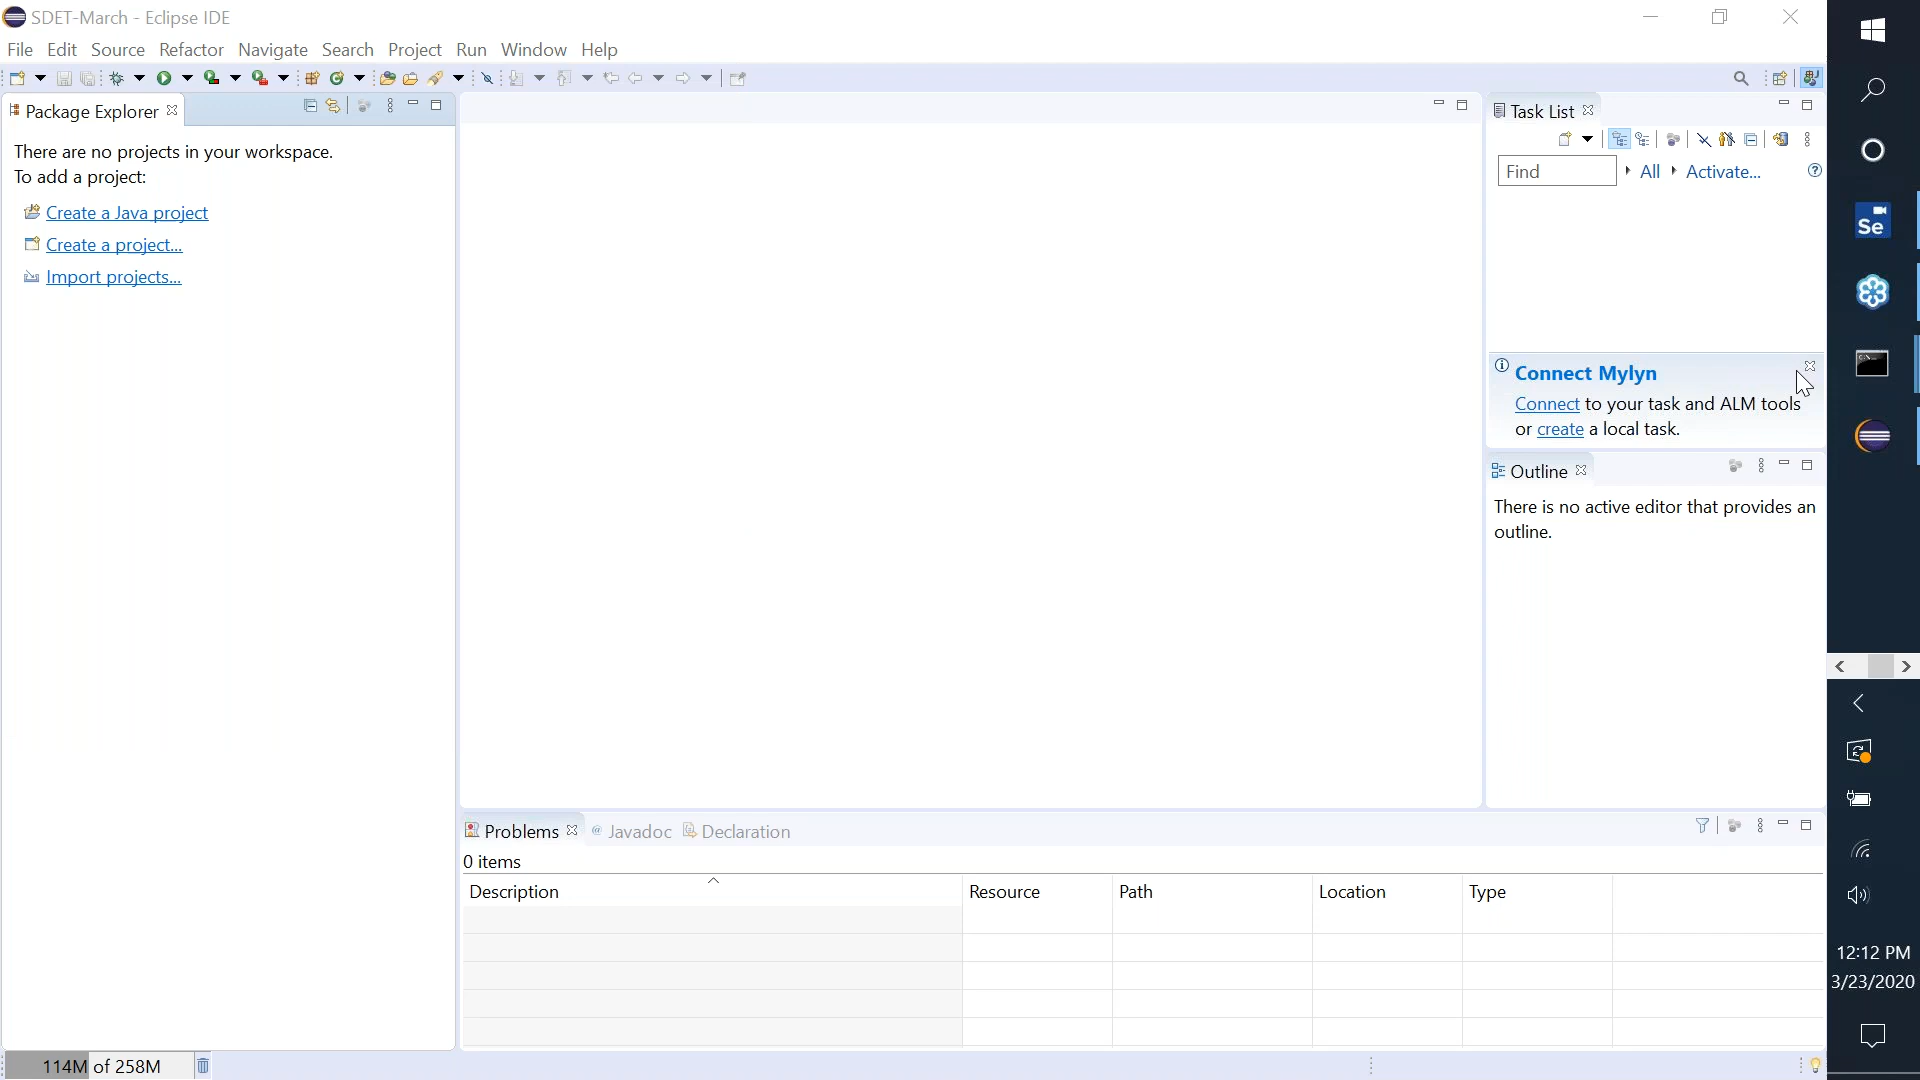 SDET-March - Eclipse IDE
File Edit Source Refactor Navigate Search Project Run Window Help
Package Explorer
There are no projects in your workspace.
To add a project:
Create a Java project
Create a project...
Import projects...
Task List
Find
All
Activate...
Connect Mylyn
Connect to your task and ALM tools
or create a local task.
Outline
There is no active editor that provides an
outline.
Problems
@ Javadoc
Declaration
0 items
Description Resource Path Location Type
114M of 258M
Se
12:12 PM
3/23/2020